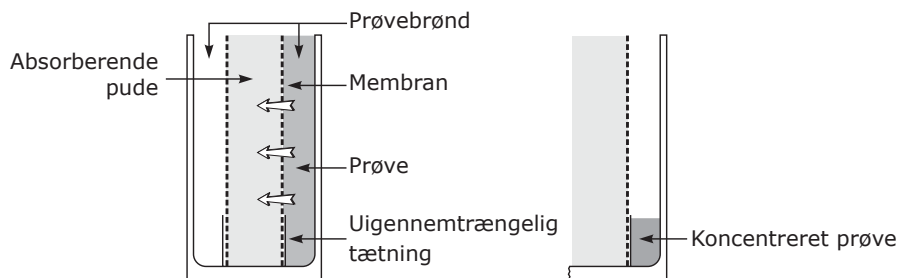 Prøvebrønd
Absorberende
pude
Membran
Prøve
Uigennemtrængelig
tætning
Koncentreret prøve